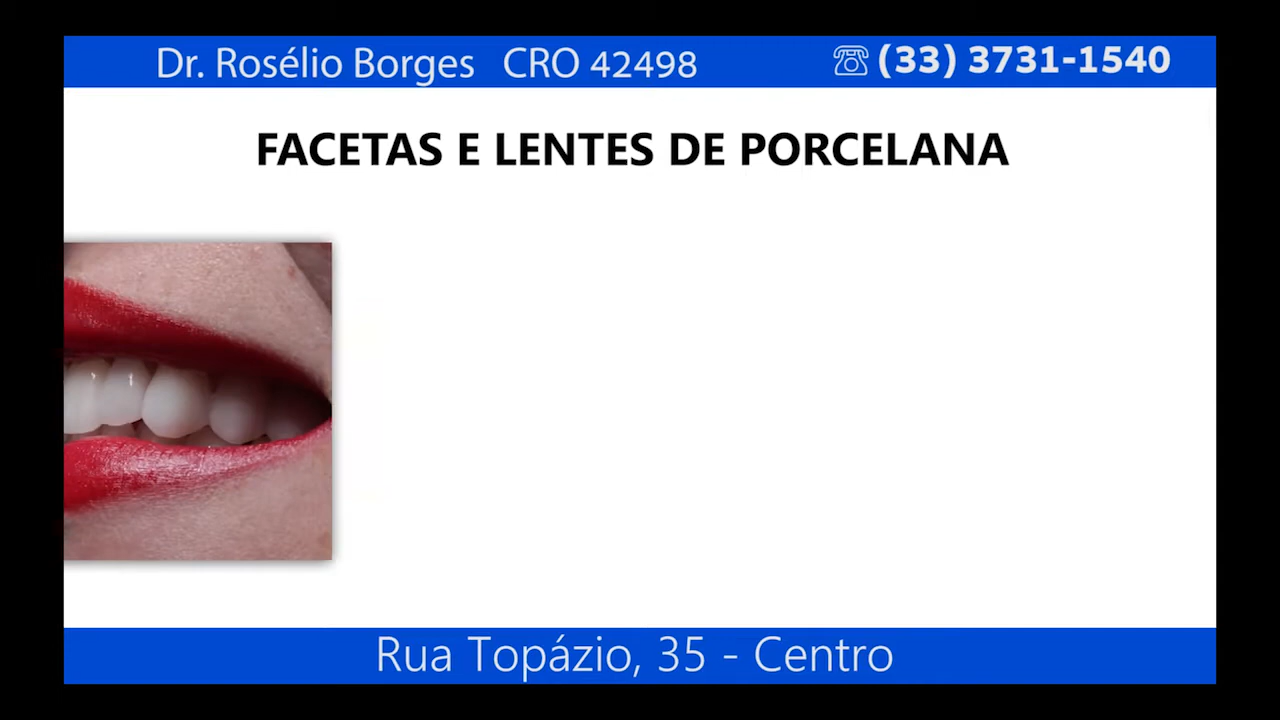 Dr. Rosélio Borges CRO 42498 ☏ (33) 3731-1540
FACETAS E LENTES DE PORCELANA
Rua Topázio, 35 - Centro